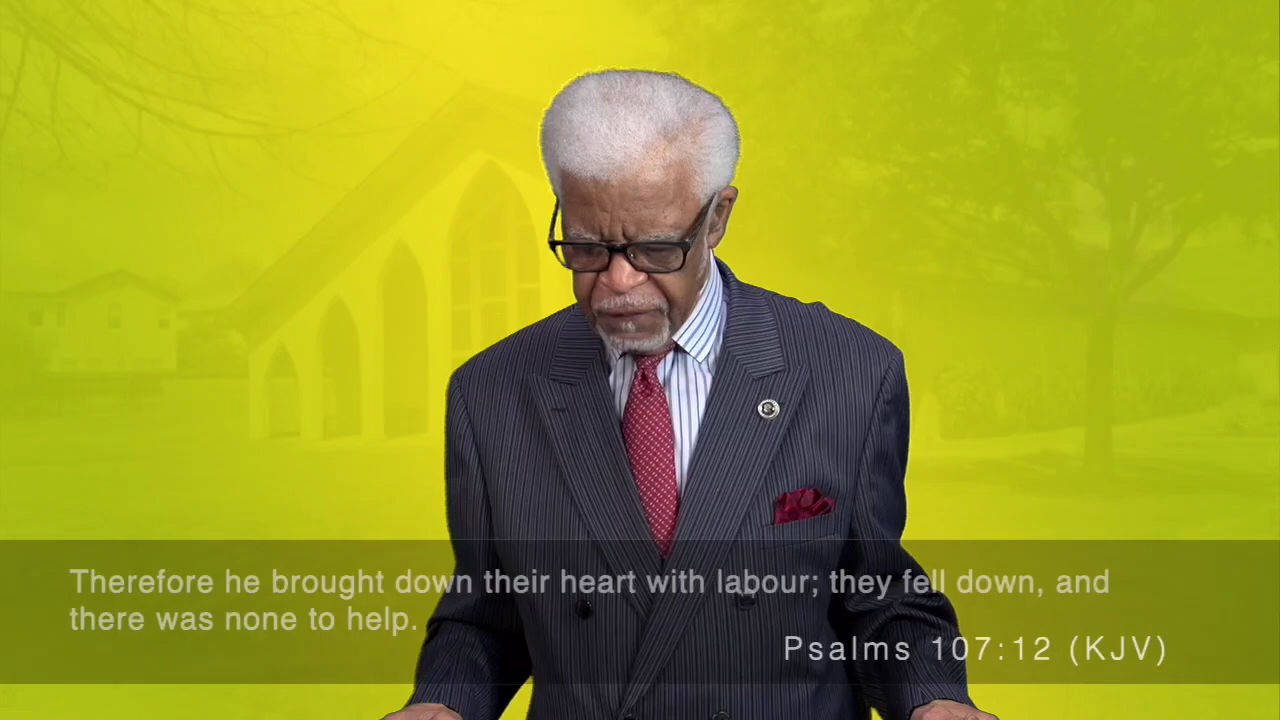 Therefore he brought down their heart with labour; they fell down, and
there was none to help.
Psalms 107:12 (KJV)